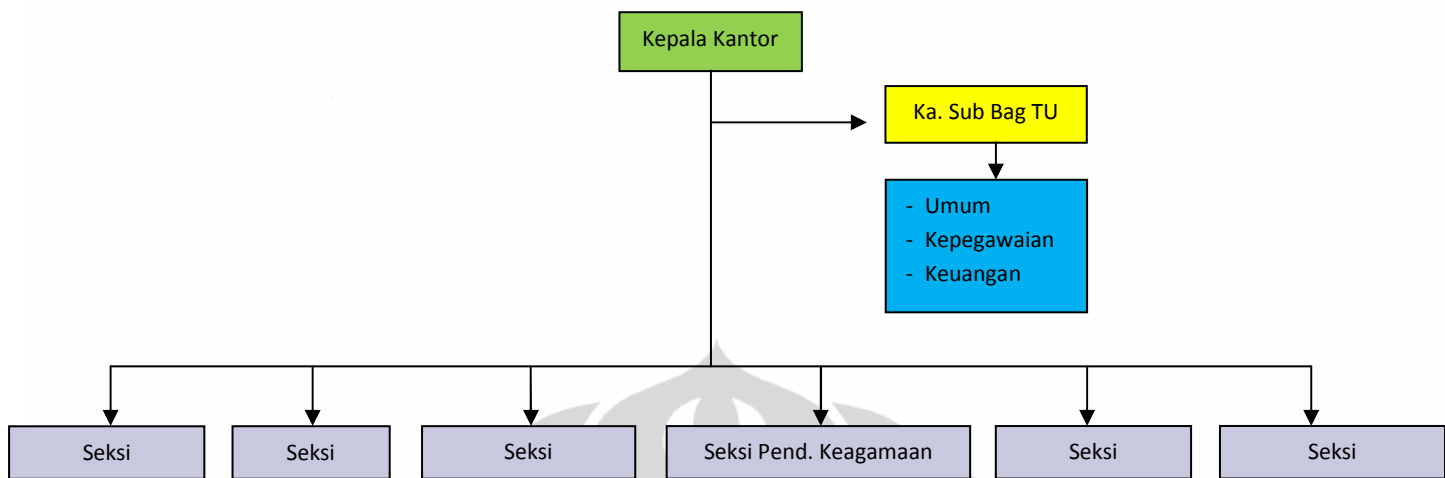 Kepala Kantor
Ka. Sub Bag TU
- Umum
- Kepegawaian
- Keuangan
Seksi
Seksi
Seksi
Seksi Pend. Keagamaan
Seksi
Seksi